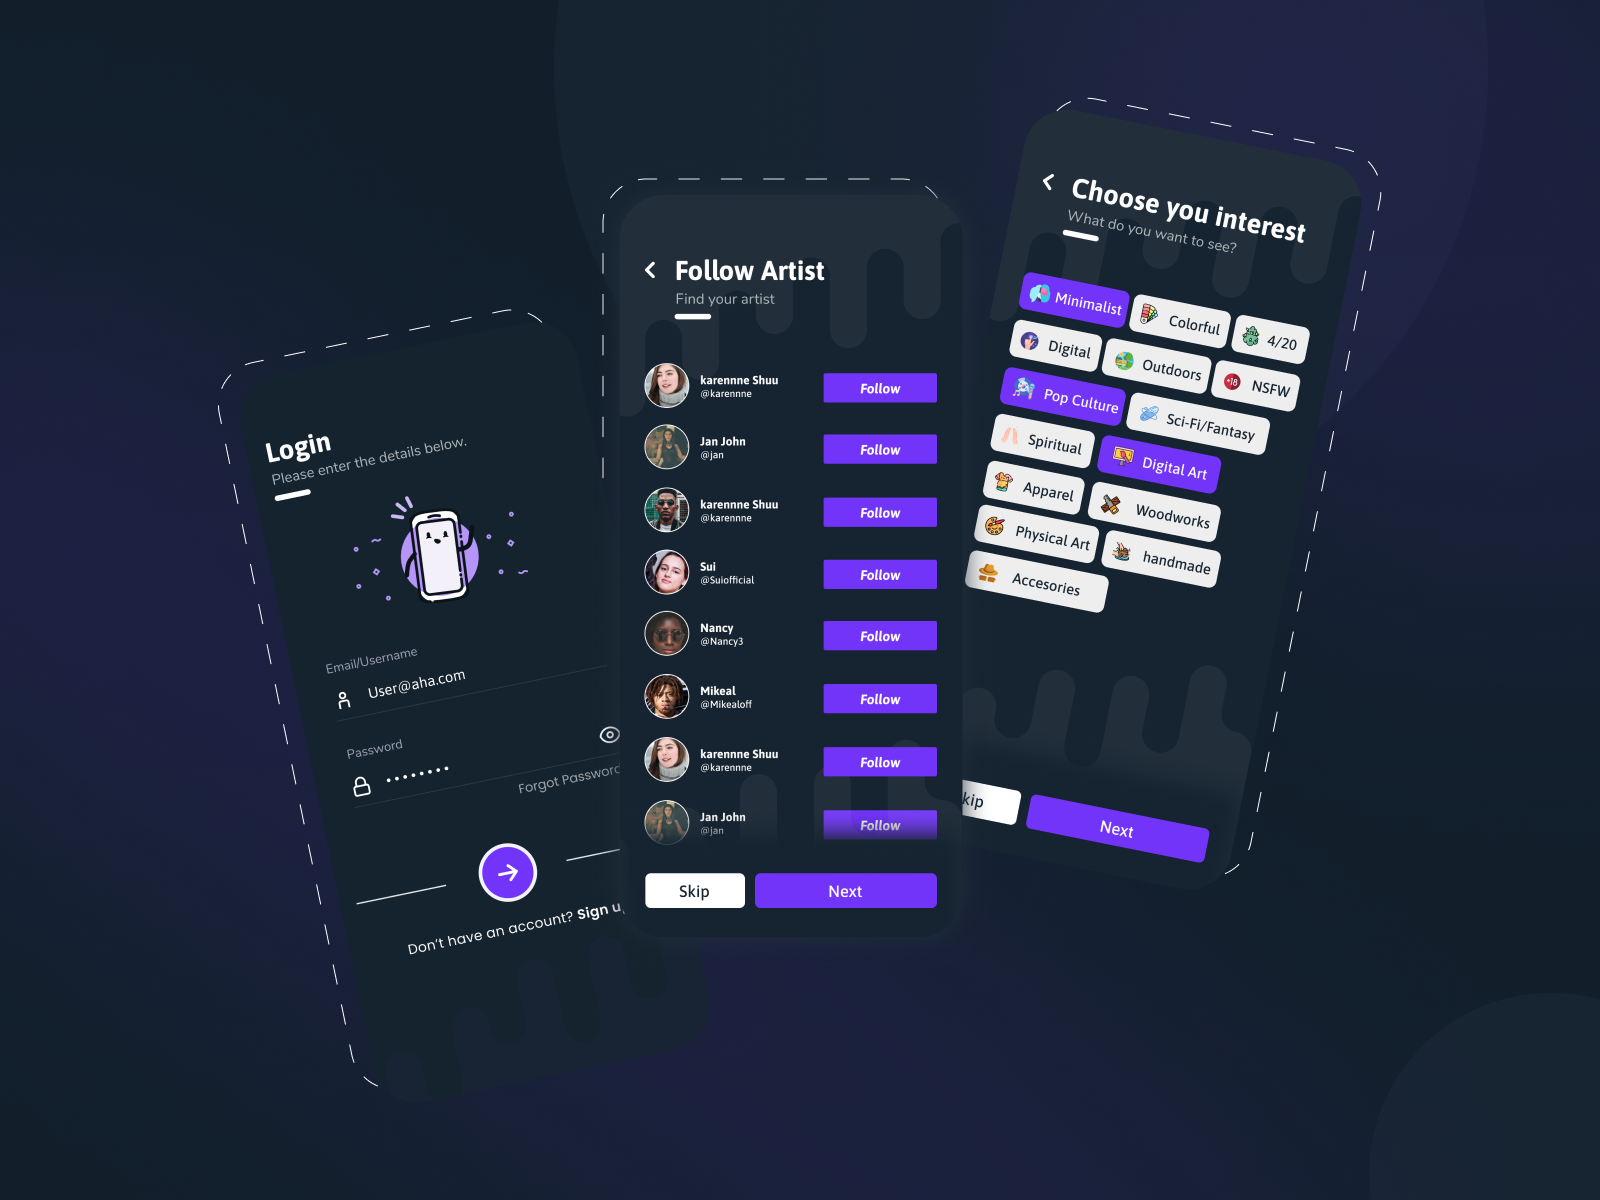 Login
Please enter the details below.
Email/Username
User@aha.com
Password
Forgot Password
Don't have an account? Sign u
Follow Artist
Find your artist
karennne Shuu
@karennne
Follow
Jan John
@jan
Follow
karennne Shuu
@karennne
Follow
Sui
@Suiofficial
Follow
Nancy
@Nancy3
Follow
Mikeal
@Mikealoff
Follow
karennne Shuu
@karennne
Follow
Jan John
@jan
Follow
Skip
Next
Choose you interest
What do you want to see?
Minimalist
Colorful
4/20
Digital
Outdoors
+18
NSFW
Pop Culture
Sci-Fi/Fantasy
Spiritual
Digital Art
Apparel
Woodworks
Physical Art
handmade
Accesories
kip
Next